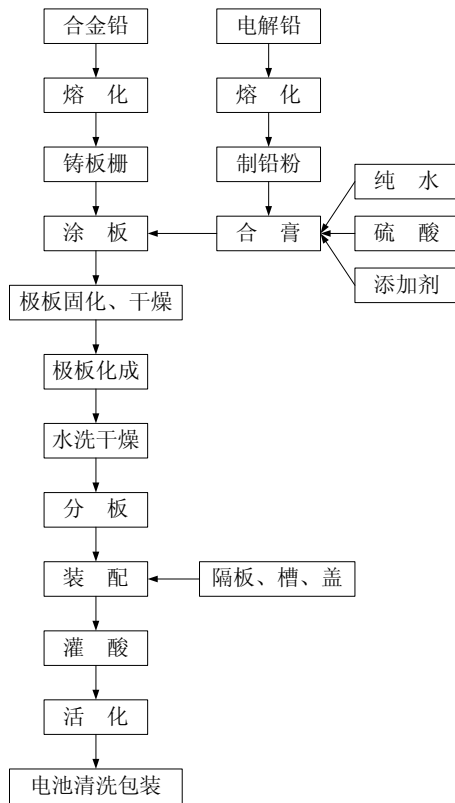 合金铅
电解铅
熔 化
熔 化
铸板栅
制铅粉
纯 水
涂 板
合 膏
硫 酸
添加剂
极板固化、干燥
极板化成
水洗干燥
分 板
装 配
隔板、槽、盖
灌 酸
活 化
电池清洗包装